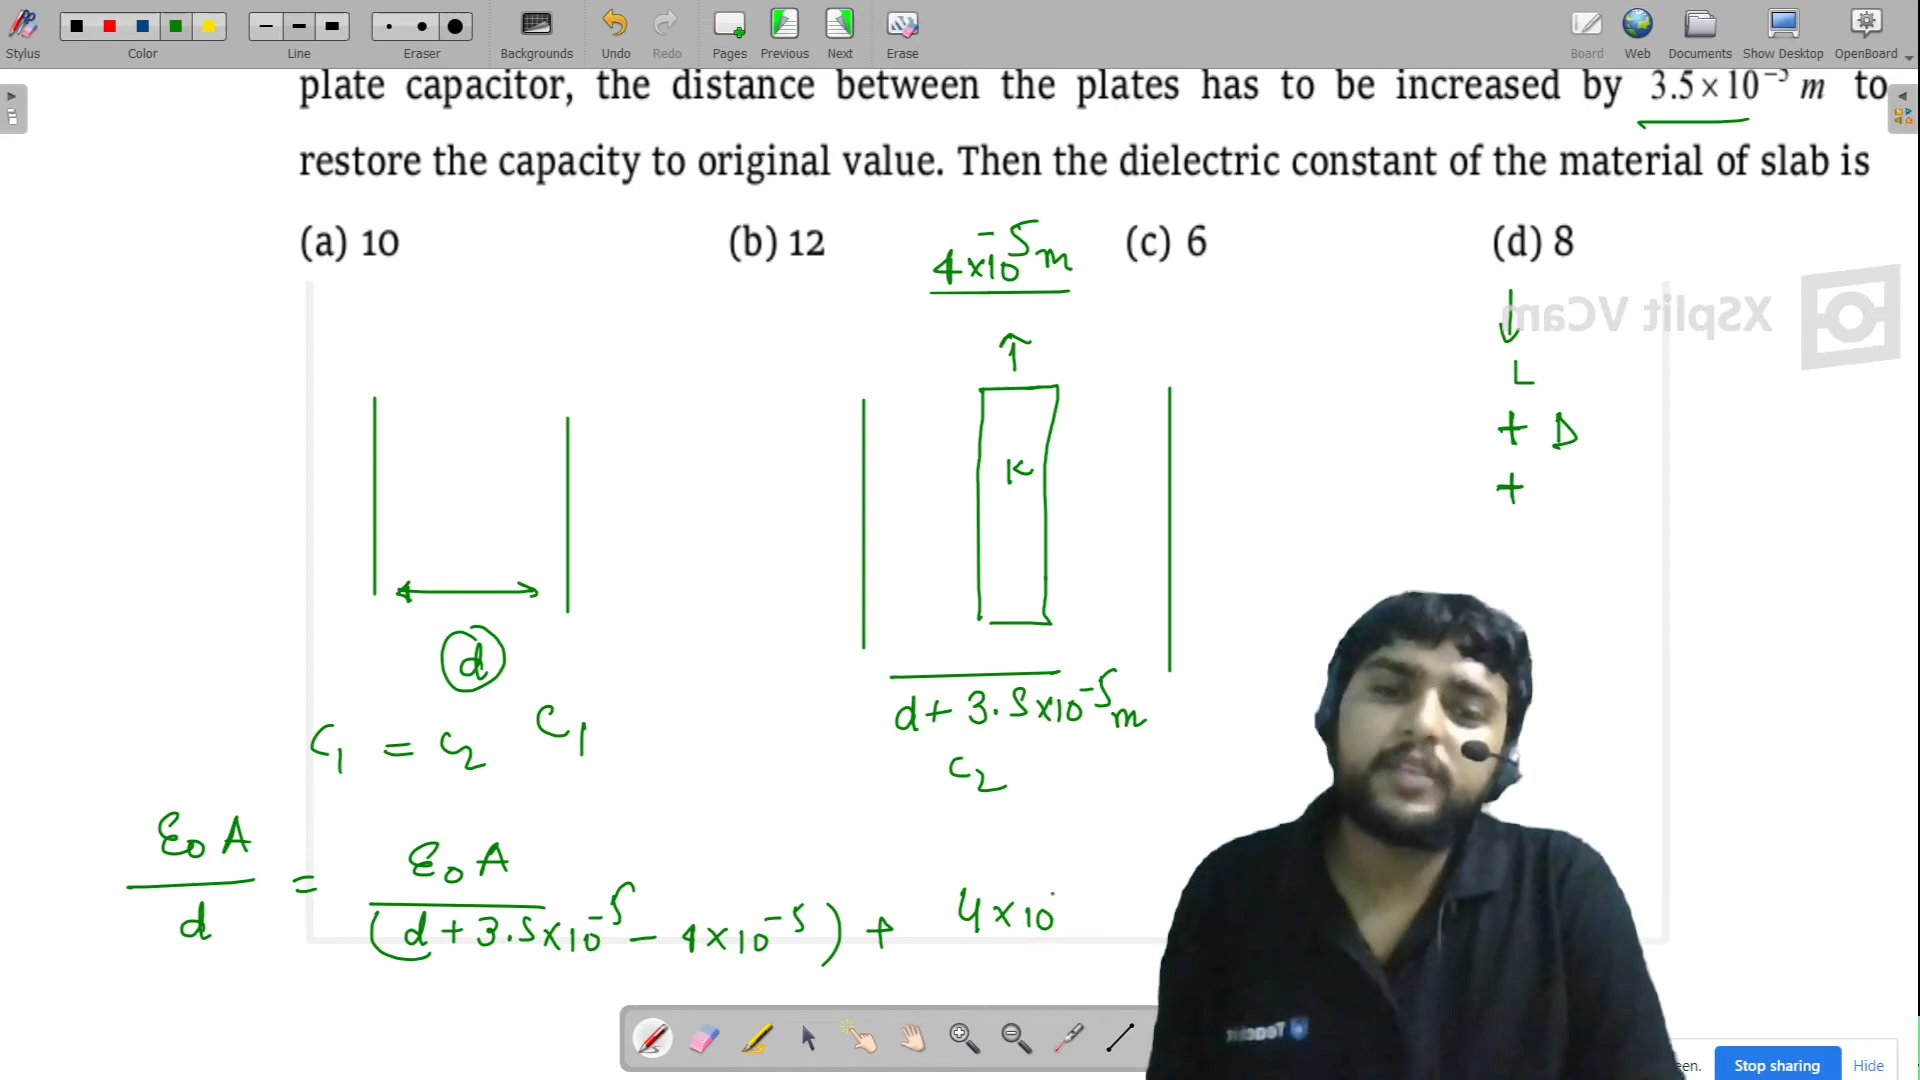 Stylus Color Line Eraser Backgrounds Undo Redo Pages Previous Next Erase Board Web Documents Show Desktop OpenBoard
plate capacitor, the distance between the plates has to be increased by 3.5×10⁻⁵ m to
restore the capacity to original value. Then the dielectric constant of the material of slab is
(a) 10 (b) 12 (c) 6 (d) 8
4×10⁻⁵ m
XSplit VCam
L
+ D
+
K
d
d + 3.5×10⁻⁵ m
C₁ = C₂ C₁
C₂
ε₀A / d = ε₀A / (d + 3.5×10⁻⁵ – 4×10⁻⁵) + 4×10
een. Stop sharing Hide